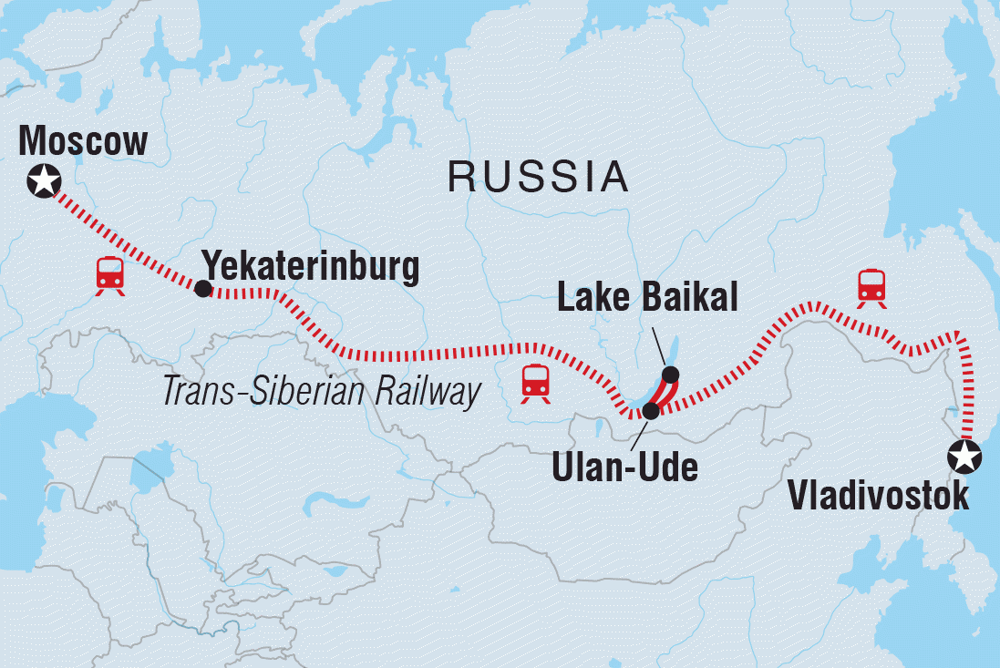 Moscow
RUSSIA
Yekaterinburg
Lake Baikal
Trans-Siberian Railway
Ulan-Ude
Vladivostok